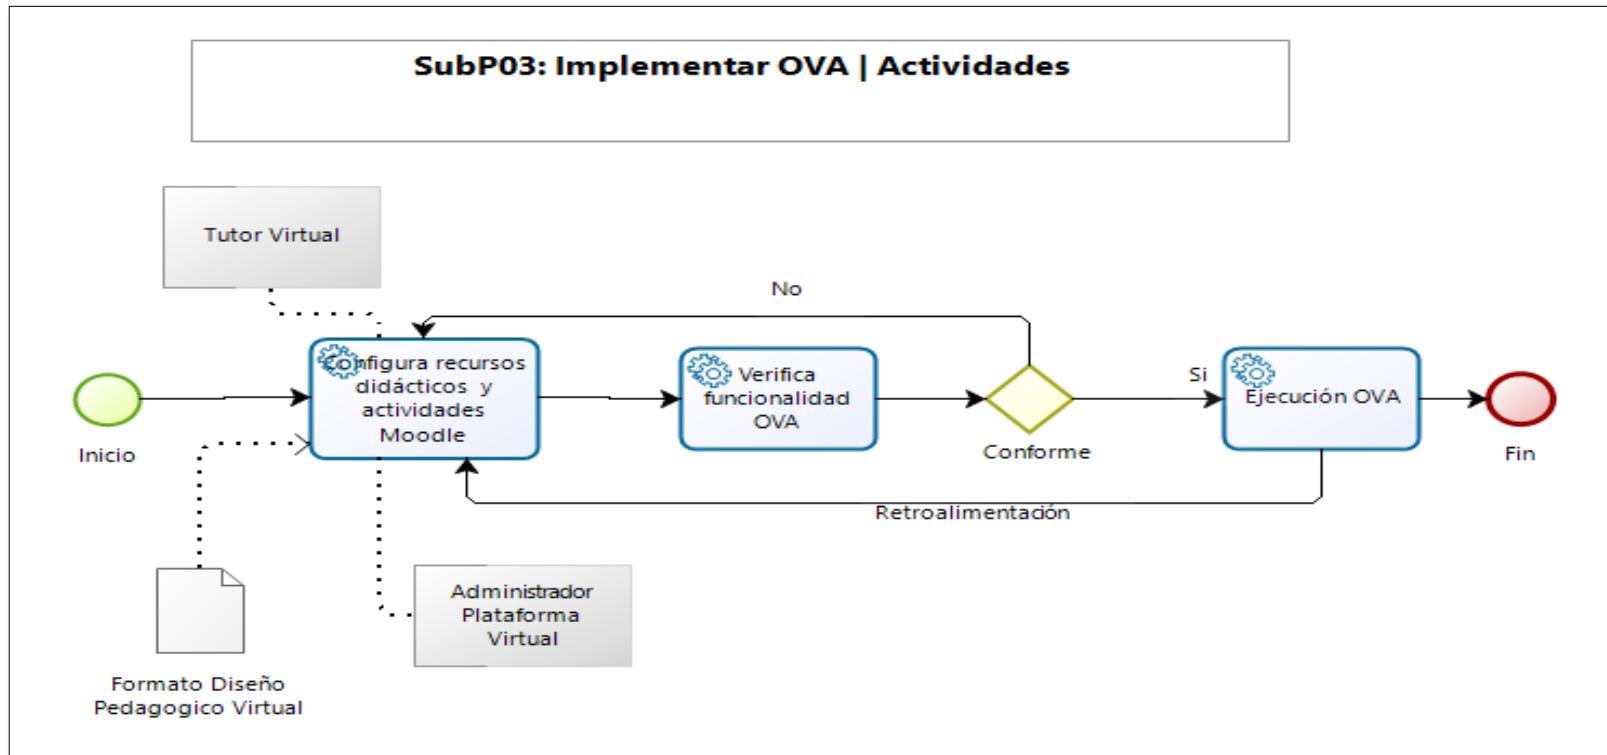 SubP03: Implementar OVA | Actividades
Tutor Virtual
No
Configura recursos
didácticos y
actividades
Moodle
Verifica
funcionalidad
OVA
Si
Ejecución OVA
Inicio
Conforme
Fin
Retroalimentación
Administrador
Plataforma
Virtual
Formato Diseño
Pedagogico Virtual